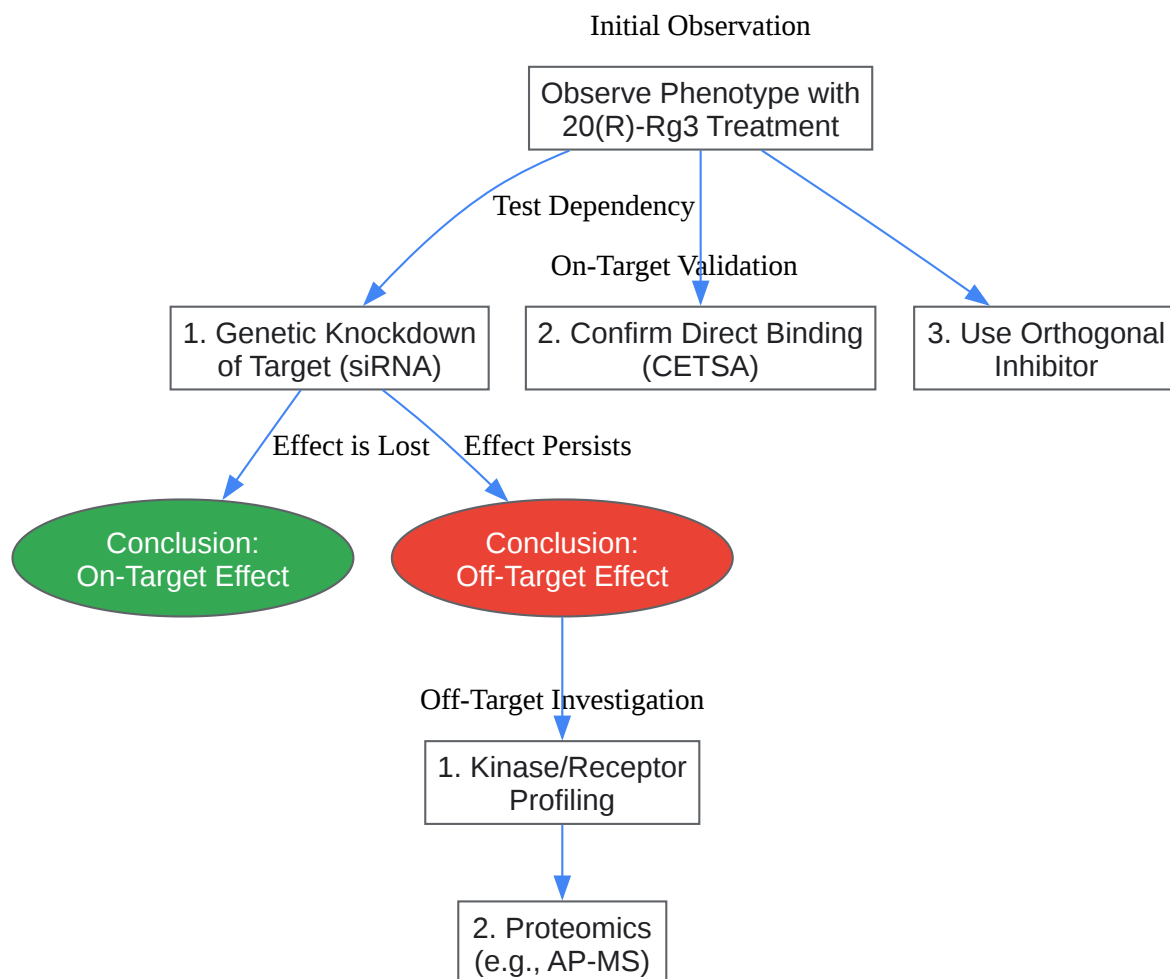 Initial Observation
Observe Phenotype with
20(R)-Rg3 Treatment
Test Dependency
On-Target Validation
1. Genetic Knockdown
of Target (siRNA)
2. Confirm Direct Binding
(CETSA)
3. Use Orthogonal
Inhibitor
Effect is Lost
Effect Persists
Conclusion:
On-Target Effect
Conclusion:
Off-Target Effect
Off-Target Investigation
1. Kinase/Receptor
Profiling
2. Proteomics
(e.g., AP-MS)